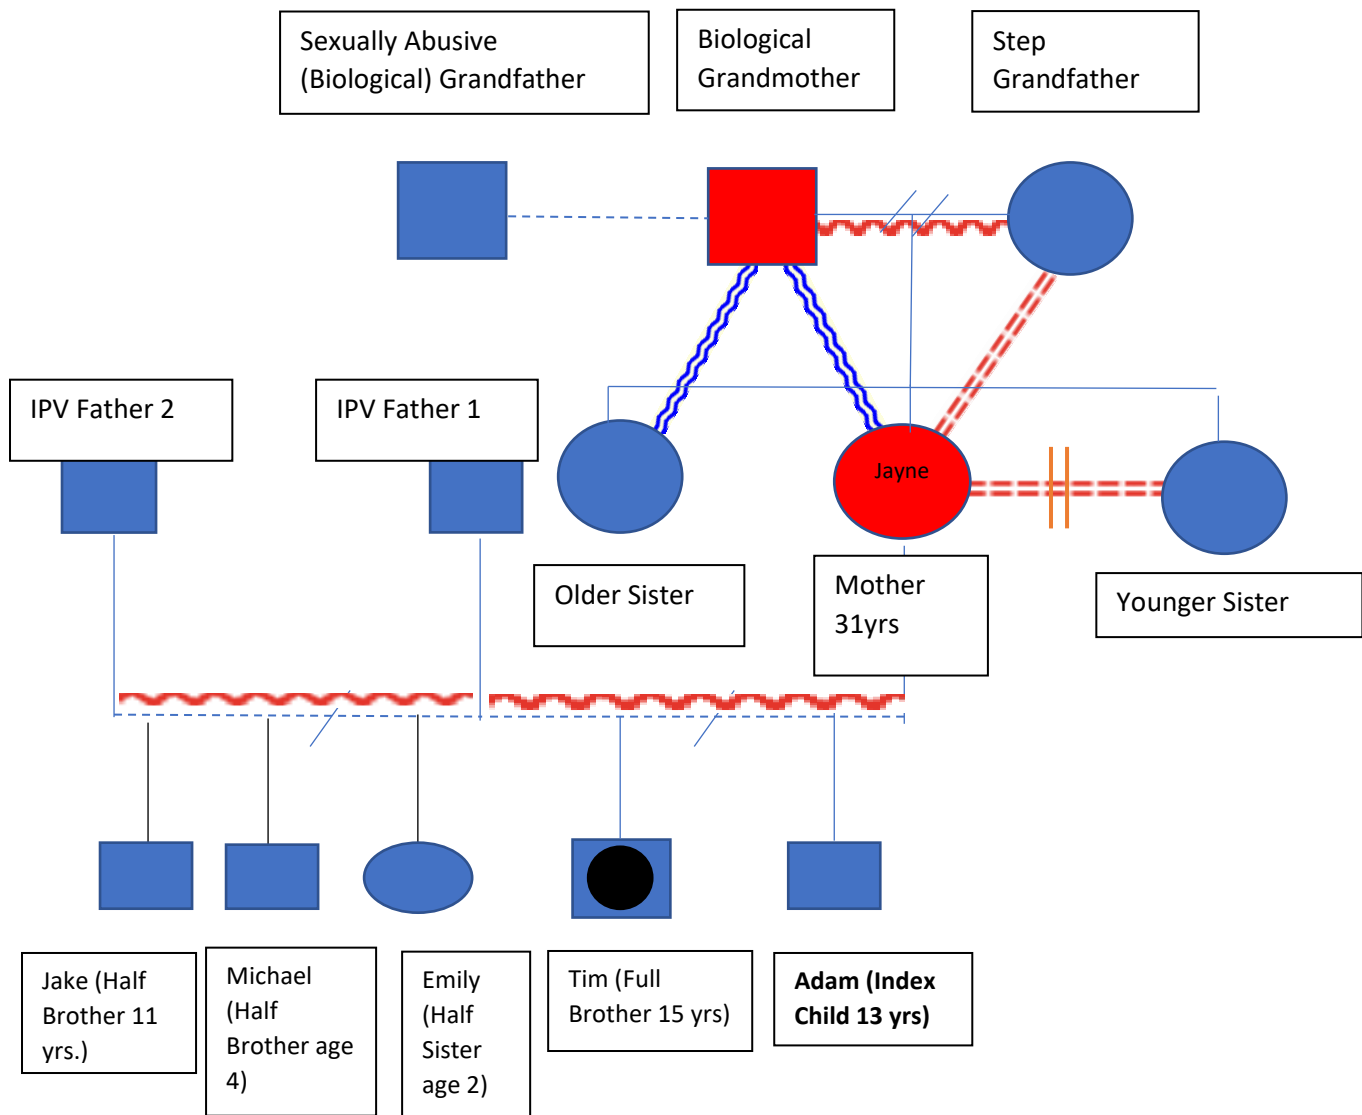 Sexually Abusive
(Biological) Grandfather
Biological
Grandmother
Step
Grandfather
IPV Father 2
IPV Father 1
Jayne
Older Sister
Mother
31yrs
Younger Sister
Jake (Half
Brother 11
yrs.)
Michael
(Half
Brother age
4)
Emily
(Half
Sister
age 2)
Tim (Full
Brother 15 yrs)
Adam (Index
Child 13 yrs)